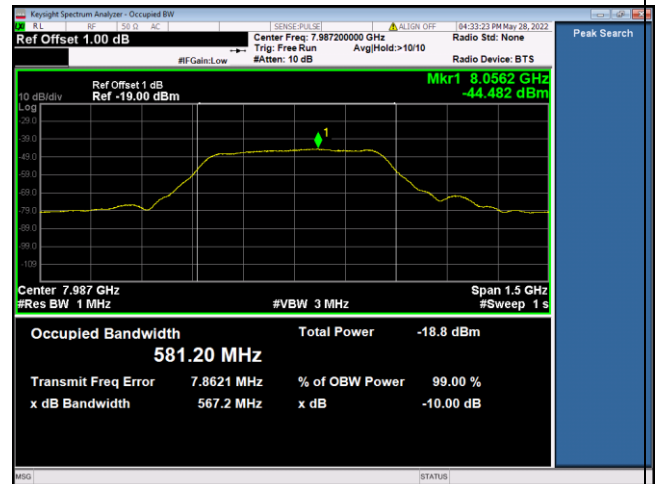 Keysight Spectrum Analyzer - Occupied BW
RL RF 50 Ω AC SENSE:PULSE ALIGN OFF 04:33:23 PM May 28, 2022
Ref Offset 1.00 dB
Center Freq: 7.987200000 GHz
Radio Std: None
Trig: Free Run Avg|Hold:>10/10
#IFGain:Low #Atten: 10 dB Radio Device: BTS
Peak Search
Ref Offset 1 dB
Mkr1 8.0562 GHz
10 dB/div Ref -19.00 dBm -44.482 dBm
Log
-29.0
1
-39.0
-49.0
-59.0
-69.0
-79.0
-89.0
-99.0
-109
Center 7.987 GHz Span 1.5 GHz
#Res BW 1 MHz #VBW 3 MHz #Sweep 1 s
Occupied Bandwidth Total Power -18.8 dBm
581.20 MHz
Transmit Freq Error 7.8621 MHz % of OBW Power 99.00 %
x dB Bandwidth 567.2 MHz x dB -10.00 dB
MSG STATUS